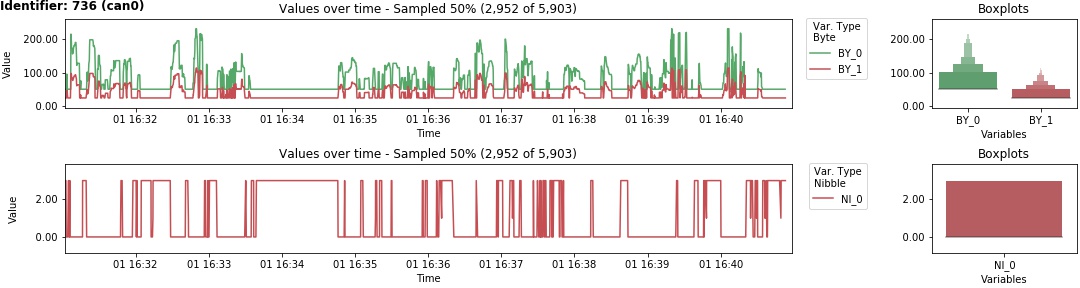 Identifier: 736 (can0)
Values over time - Sampled 50% (2,952 of 5,903)
Boxplots
Value
200.00
100.00
0.00
01 16:32 01 16:33 01 16:34 01 16:35 01 16:36 01 16:37 01 16:38 01 16:39 01 16:40
Time
Var. Type
Byte
BY_0
BY_1
200.00
100.00
0.00
BY_0 BY_1
Variables
Values over time - Sampled 50% (2,952 of 5,903)
Boxplots
Value
2.00
0.00
01 16:32 01 16:33 01 16:34 01 16:35 01 16:36 01 16:37 01 16:38 01 16:39 01 16:40
Time
Var. Type
Nibble
NI_0
2.00
0.00
NI_0
Variables